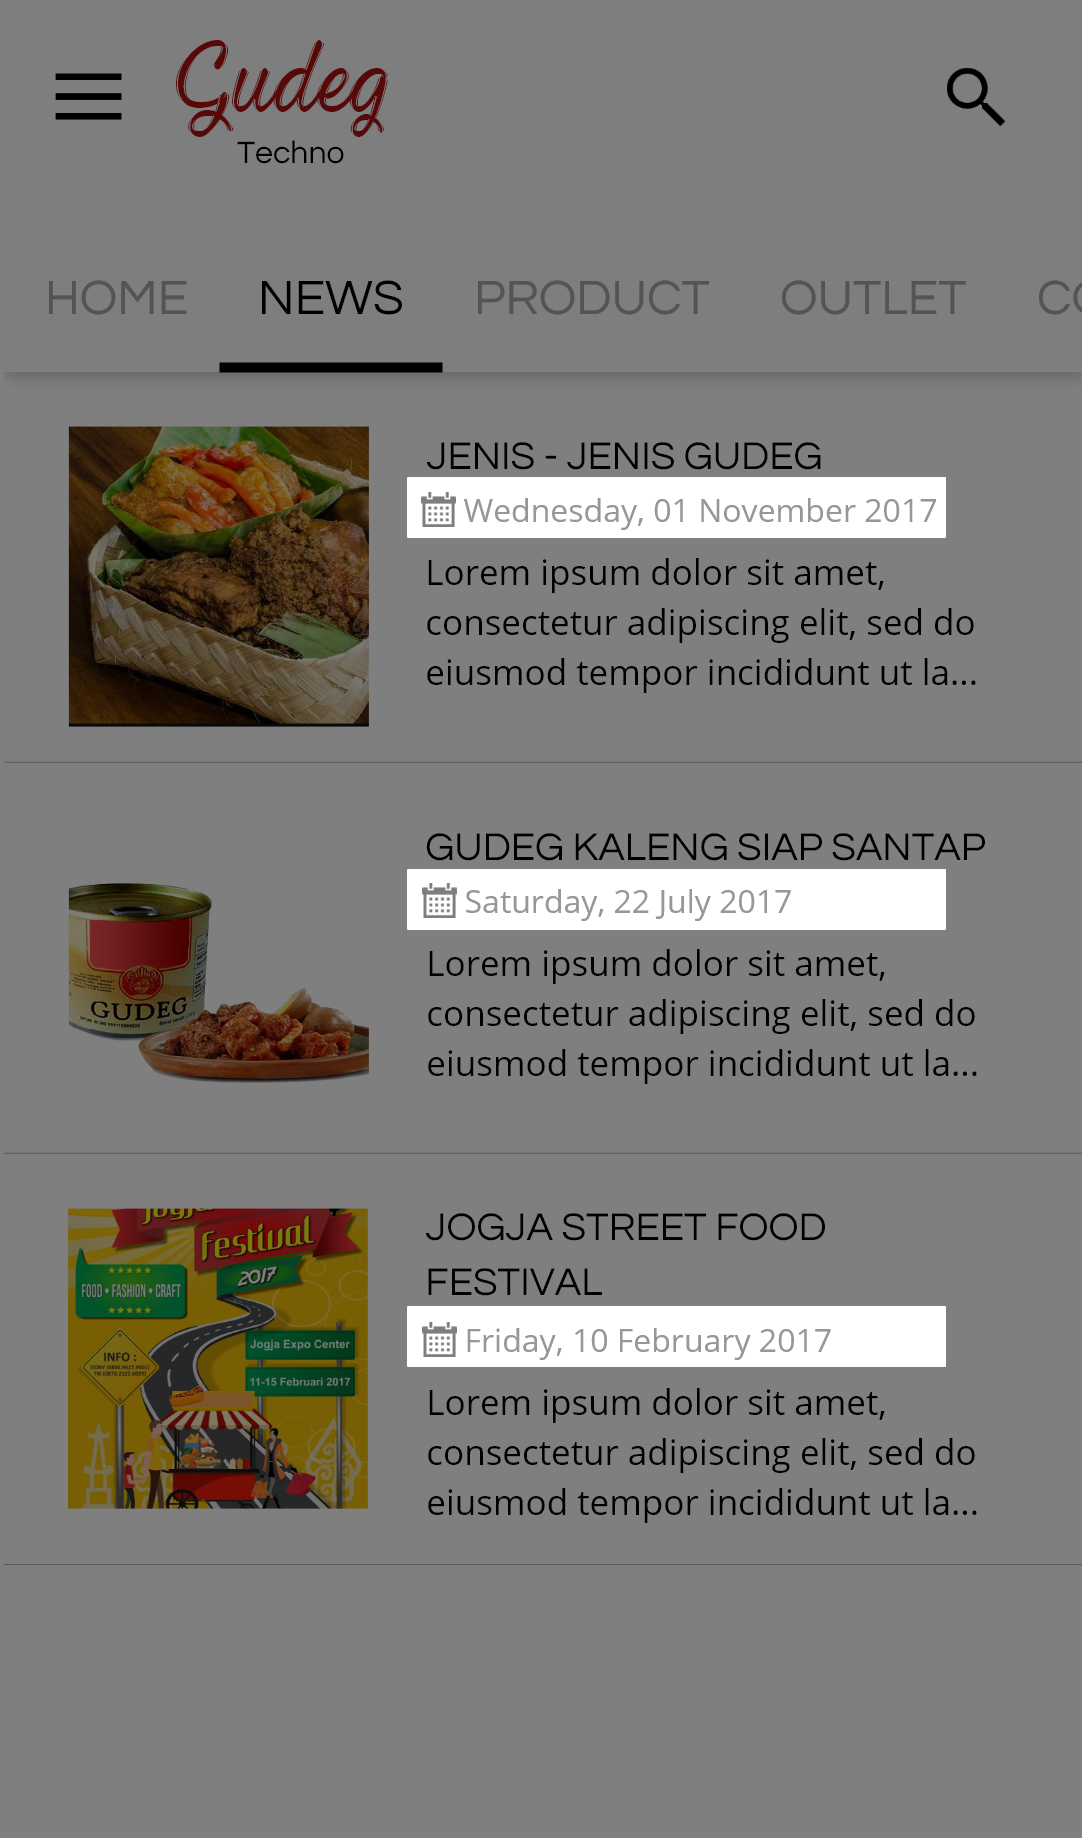 Gudeg
Techno
HOME NEWS PRODUCT OUTLET CO
JENIS - JENIS GUDEG
Wednesday, 01 November 2017
Lorem ipsum dolor sit amet,
consectetur adipiscing elit, sed do
eiusmod tempor incididunt ut la...
GUDEG KALENG SIAP SANTAP
Saturday, 22 July 2017
GUDEG
Lorem ipsum dolor sit amet,
consectetur adipiscing elit, sed do
eiusmod tempor incididunt ut la...
JOGJA STREET FOOD
FESTIVAL
Friday, 10 February 2017
Lorem ipsum dolor sit amet,
consectetur adipiscing elit, sed do
eiusmod tempor incididunt ut la...
festival
2017
FOOD • FASHION • CRAFT
INFO :
Jogja Expo Center
11-15 Februari 2017